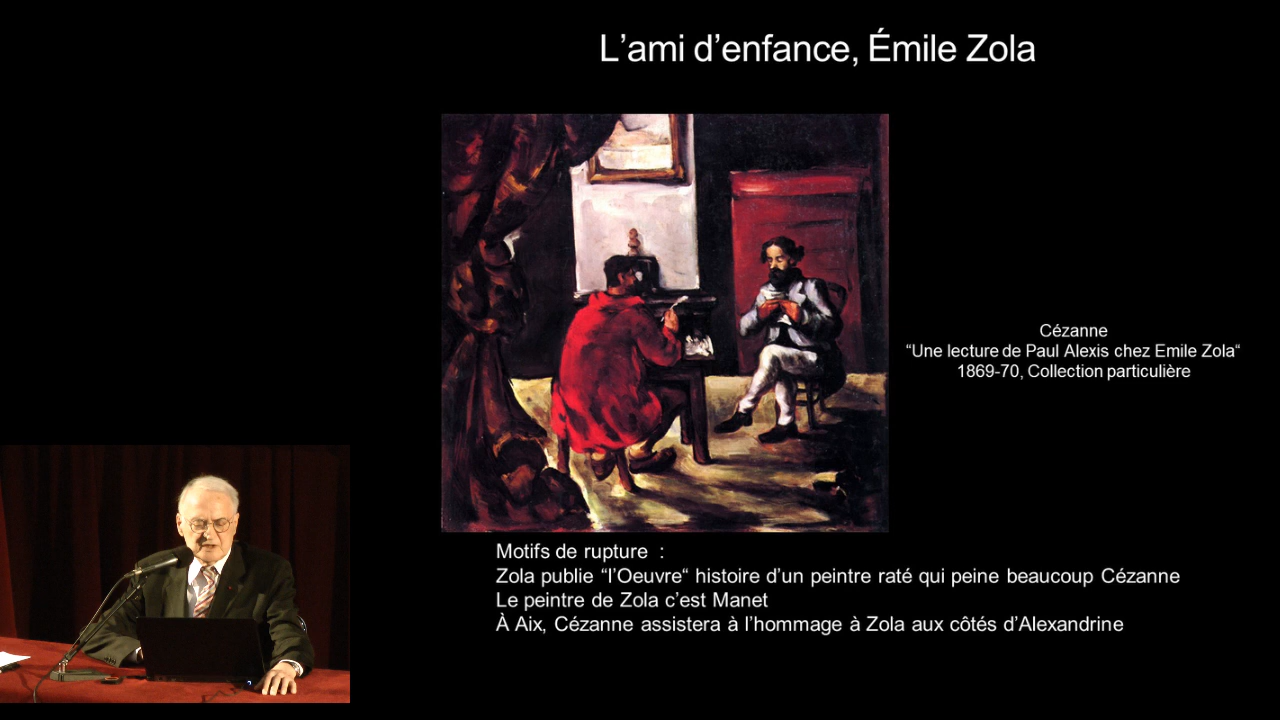 L’ami d’enfance, Émile Zola
Cézanne
“Une lecture de Paul Alexis chez Emile Zola“
1869-70, Collection particulière
Motifs de rupture :
Zola publie “l’Oeuvre“ histoire d’un peintre raté qui peine beaucoup Cézanne
Le peintre de Zola c’est Manet
À Aix, Cézanne assistera à l’hommage à Zola aux côtés d’Alexandrine